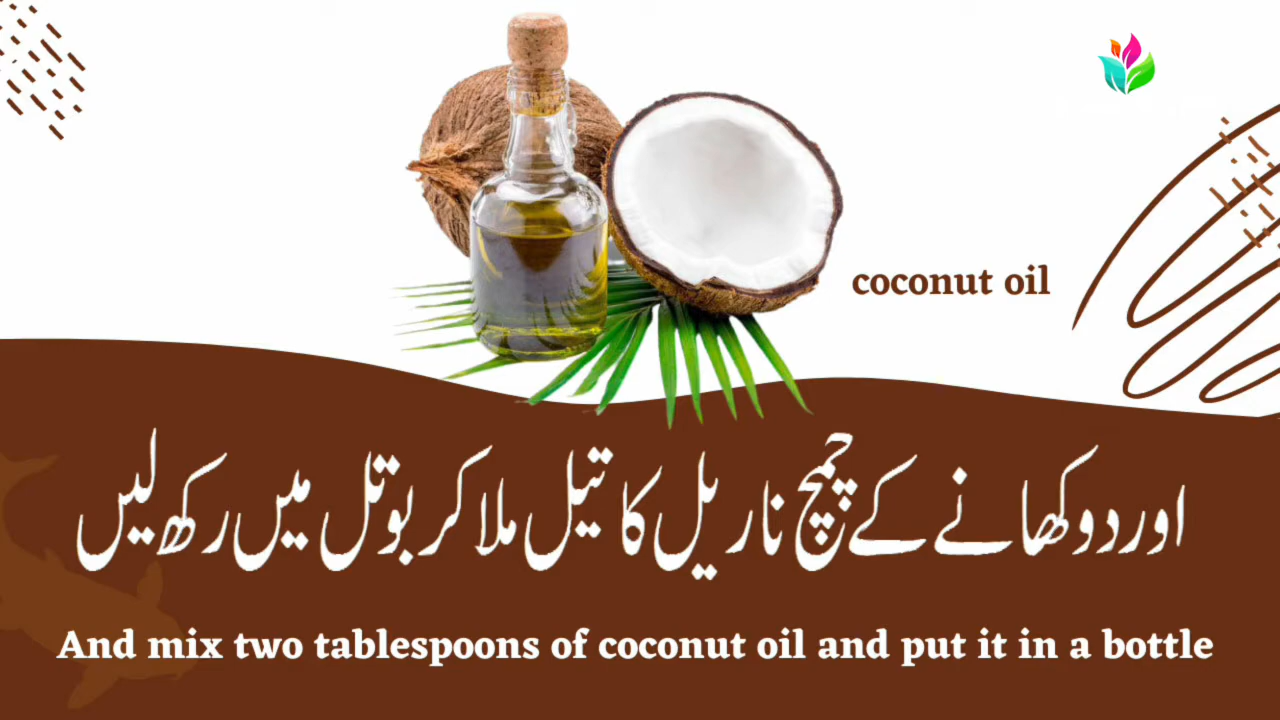 coconut oil
اور دو کھانے کے چمچ ناریل کا تیل ملا کر بوتل میں رکھ لیں
And mix two tablespoons of coconut oil and put it in a bottle